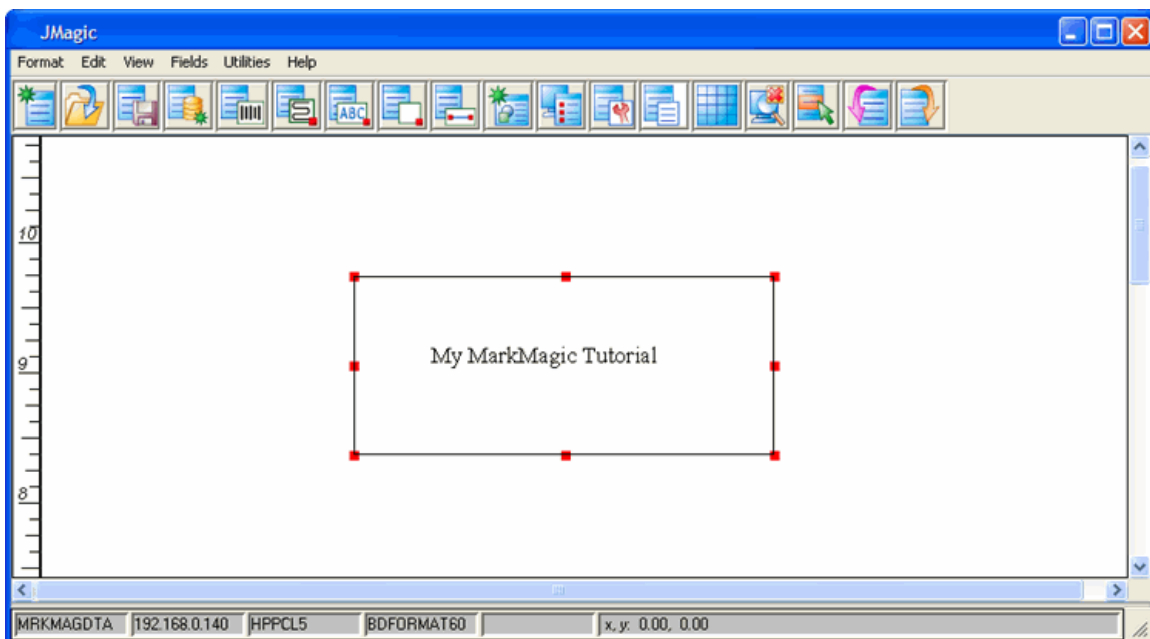 JMagic
Format Edit View Fields Utilities Help
ABC
10
9
My MarkMagic Tutorial
8
MRKMAGDTA 192.168.0.140 HPPCL5 BDFORMAT60 x, y: 0.00, 0.00